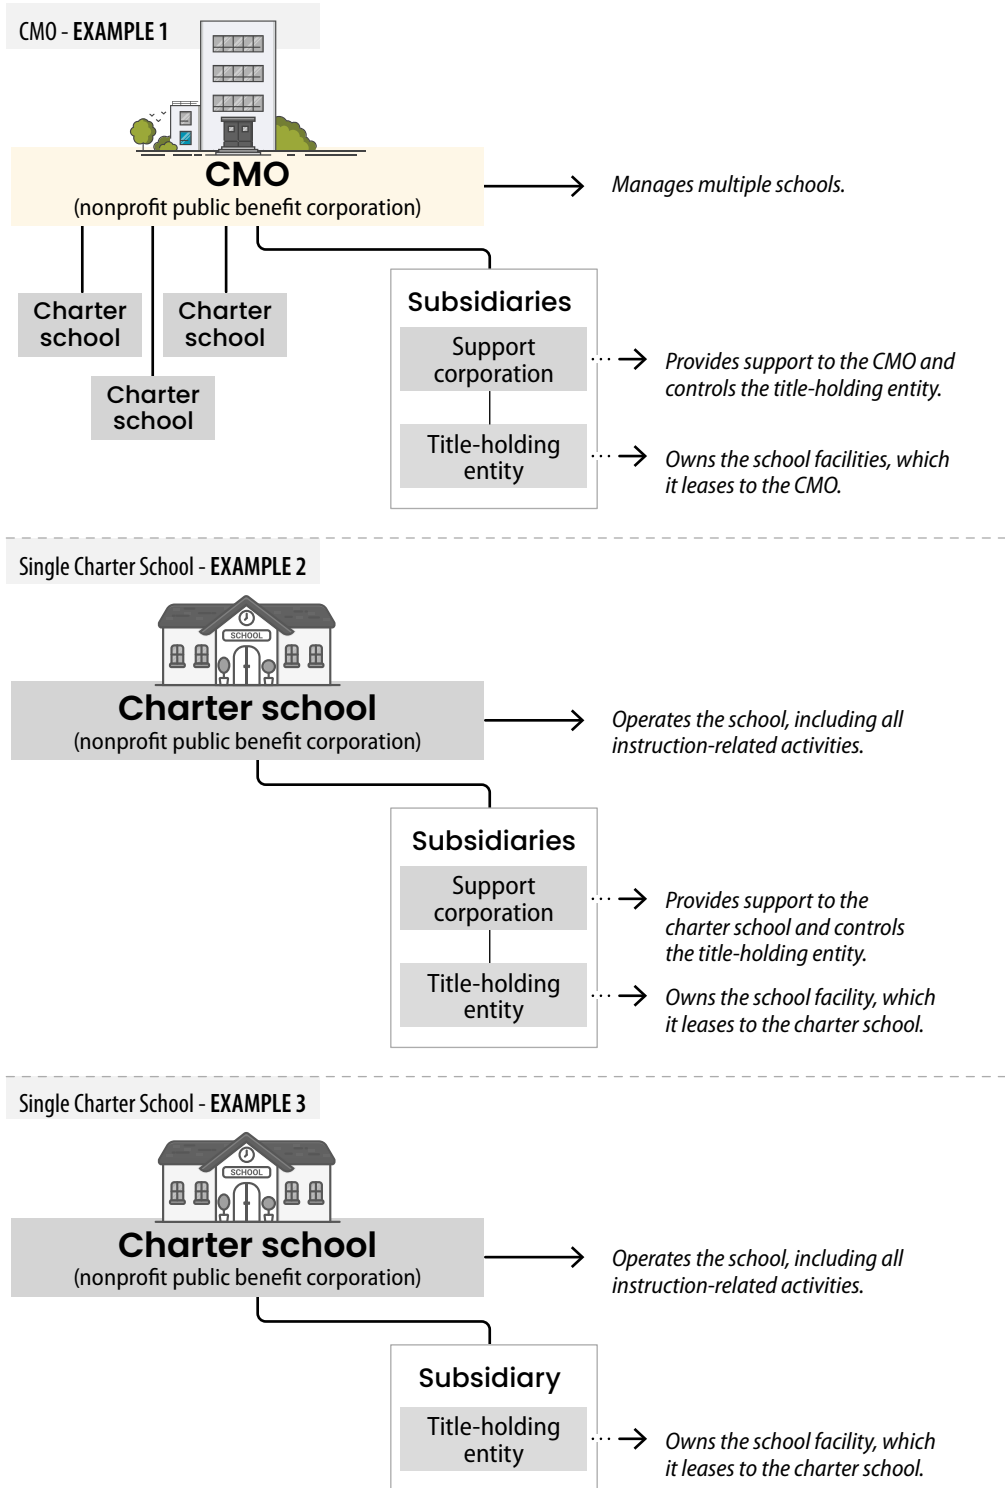 CMO - EXAMPLE 1
CMO
(nonprofit public benefit corporation)
Manages multiple schools.
Charter
school
Charter
school
Charter
school
Subsidiaries
Support
corporation
Provides support to the CMO and
controls the title-holding entity.
Title-holding
entity
Owns the school facilities, which
it leases to the CMO.
Single Charter School - EXAMPLE 2
SCHOOL
Charter school
(nonprofit public benefit corporation)
Operates the school, including all
instruction-related activities.
Subsidiaries
Support
corporation
Provides support to the
charter school and controls
the title-holding entity.
Title-holding
entity
Owns the school facility, which
it leases to the charter school.
Single Charter School - EXAMPLE 3
SCHOOL
Charter school
(nonprofit public benefit corporation)
Operates the school, including all
instruction-related activities.
Subsidiary
Title-holding
entity
Owns the school facility, which
it leases to the charter school.